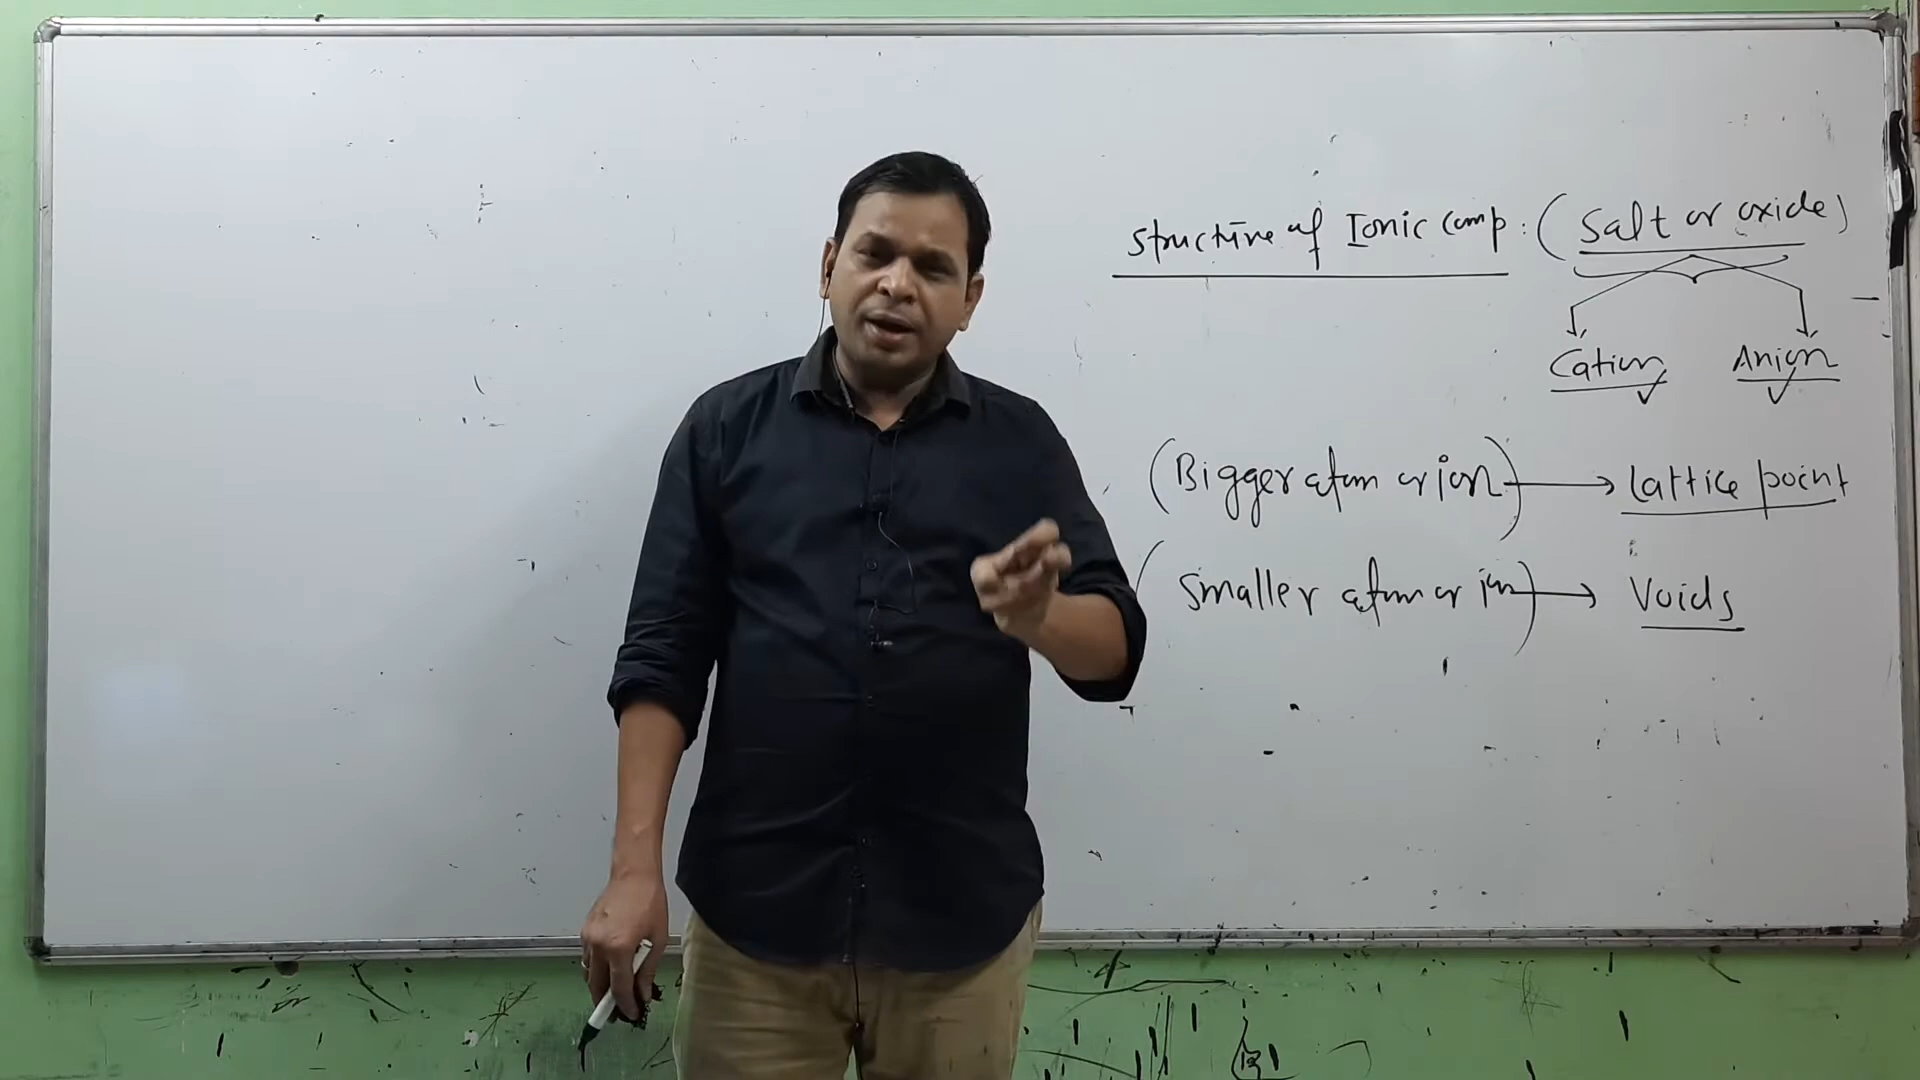 Structure of Ionic comp : (Salt or oxide)
Cation Anion
(Bigger atom or ion) → Lattice point
(Smaller atom or ion) → Voids